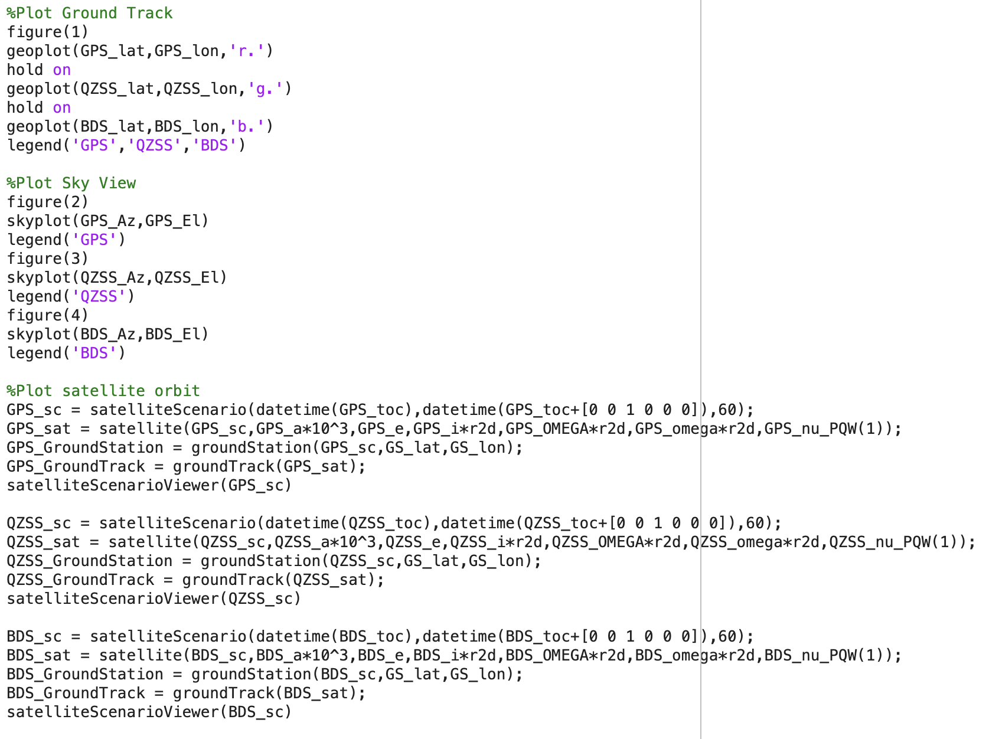 %Plot Ground Track
figure(1)
geoplot(GPS_lat,GPS_lon,'r.')
hold on
geoplot(QZSS_lat,QZSS_lon,'g.')
hold on
geoplot(BDS_lat,BDS_lon,'b.')
legend('GPS','QZSS','BDS')

%Plot Sky View
figure(2)
skyplot(GPS_Az,GPS_El)
legend('GPS')
figure(3)
skyplot(QZSS_Az,QZSS_El)
legend('QZSS')
figure(4)
skyplot(BDS_Az,BDS_El)
legend('BDS')

%Plot satellite orbit
GPS_sc = satelliteScenario(datetime(GPS_toc),datetime(GPS_toc+[0 0 1 0 0 0]),60);
GPS_sat = satellite(GPS_sc,GPS_a*10^3,GPS_e,GPS_i*r2d,GPS_OMEGA*r2d,GPS_omega*r2d,GPS_nu_PQW(1));
GPS_GroundStation = groundStation(GPS_sc,GS_lat,GS_lon);
GPS_GroundTrack = groundTrack(GPS_sat);
satelliteScenarioViewer(GPS_sc)

QZSS_sc = satelliteScenario(datetime(QZSS_toc),datetime(QZSS_toc+[0 0 1 0 0 0]),60);
QZSS_sat = satellite(QZSS_sc,QZSS_a*10^3,QZSS_e,QZSS_i*r2d,QZSS_OMEGA*r2d,QZSS_omega*r2d,QZSS_nu_PQW(1));
QZSS_GroundStation = groundStation(QZSS_sc,GS_lat,GS_lon);
QZSS_GroundTrack = groundTrack(QZSS_sat);
satelliteScenarioViewer(QZSS_sc)

BDS_sc = satelliteScenario(datetime(BDS_toc),datetime(BDS_toc+[0 0 1 0 0 0]),60);
BDS_sat = satellite(BDS_sc,BDS_a*10^3,BDS_e,BDS_i*r2d,BDS_OMEGA*r2d,BDS_omega*r2d,BDS_nu_PQW(1));
BDS_GroundStation = groundStation(BDS_sc,GS_lat,GS_lon);
BDS_GroundTrack = groundTrack(BDS_sat);
satelliteScenarioViewer(BDS_sc)